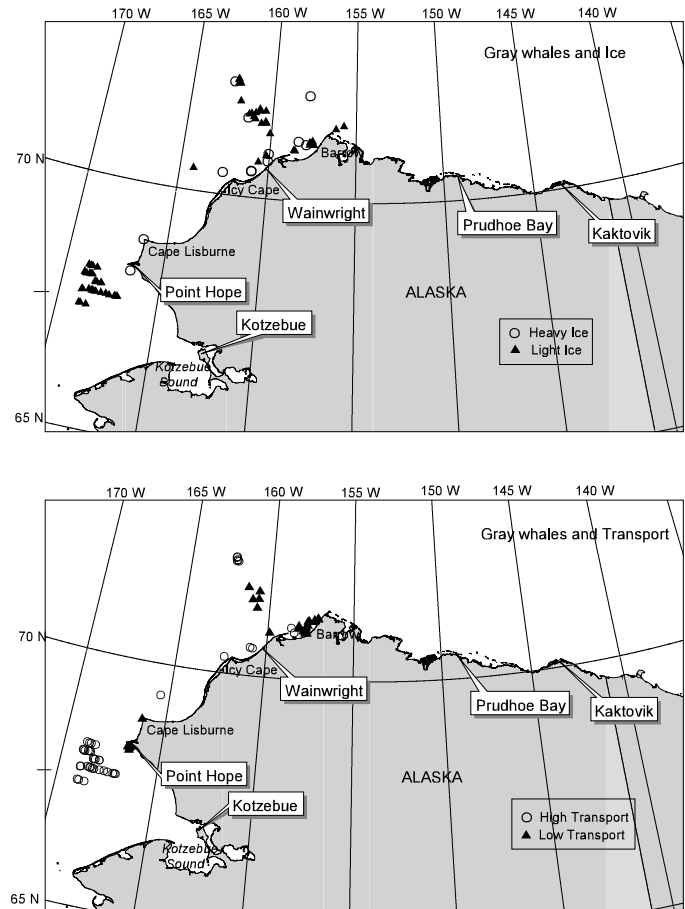 170 W 165 W 160 W 155 W 150 W 145 W 140 W
Gray whales and Ice
70 N
Barrow
Icy Cape
Wainwright
Prudhoe Bay
Kaktovik
Cape Lisburne
Point Hope
ALASKA
Kotzebue
Heavy Ice
Light Ice
Kotzebue
Sound
65 N
170 W 165 W 160 W 155 W 150 W 145 W 140 W
Gray whales and Transport
70 N
Barrow
Icy Cape
Wainwright
Prudhoe Bay
Kaktovik
Cape Lisburne
Point Hope
ALASKA
Kotzebue
High Transport
Low Transport
Kotzebue
Sound
65 N